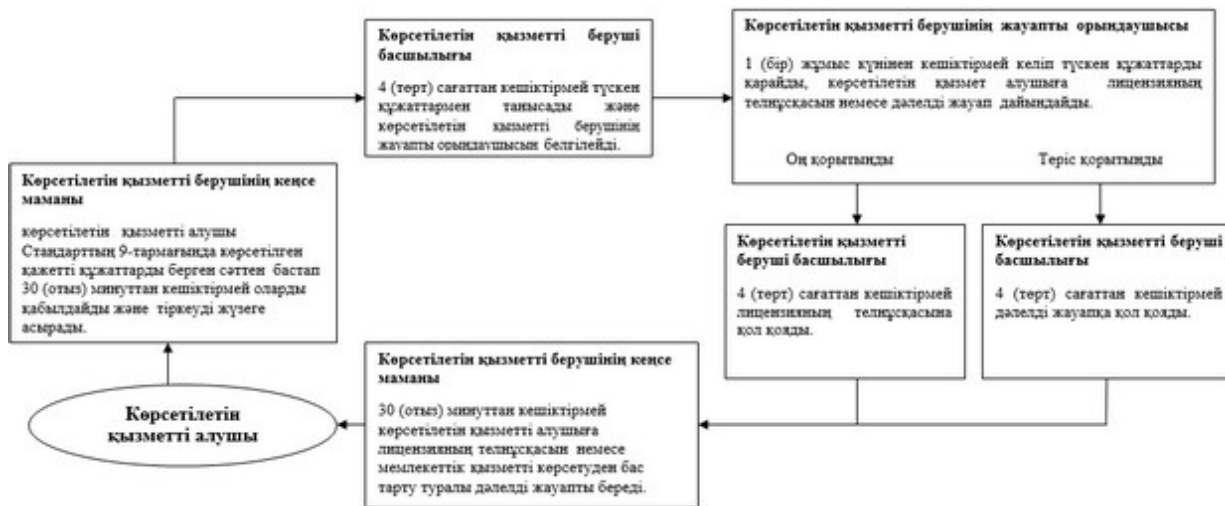 Көрсетілетін қызметті беруші
басшылығы
4 (төрт) сағаттан кешіктірмей түскен
құжаттармен танысады және
көрсетілетін қызметті берушінің
жауапты орындаушысын белгілейді.
Көрсетілетін қызметті берушінің жауапты орындаушысы
1 (бір) жұмыс күнінен кешіктірмей келіп түскен құжаттарды
қарайды, көрсетілетін қызмет алушыға лицензияның
телнұсқасын немесе дәлелді жауап дайындайды.
Оң қорытынды
Теріс қорытынды
Көрсетілетін қызметті берушінің кеңсе
маманы
көрсетілетін қызметті алушы
Стандарттың 9-тармағында көрсетілген
қажетті құжаттарды берген сәттен бастап
30 (отыз) минуттан кешіктірмей оларды
қабылдайды және тіркеуді жүзеге
асырады.
Көрсетілетін қызметті
беруші басшылығы
4 (төрт) сағаттан кешіктірмей
лицензияның телнұсқасына
қол қояды.
Көрсетілетін қызметті беруші
басшылығы
4 (төрт) сағаттан кешіктірмей
дәлелді жауапқа қол қояды.
Көрсетілетін қызметті берушінің кеңсе
маманы
30 (отыз) минуттан кешіктірмей
көрсетілетін қызметті алушыға
лицензияның телнұсқасын немесе
мемлекеттік қызметті көрсетуден бас
тарту туралы дәлелді жауапты береді.
Көрсетілетін
қызметті алушы